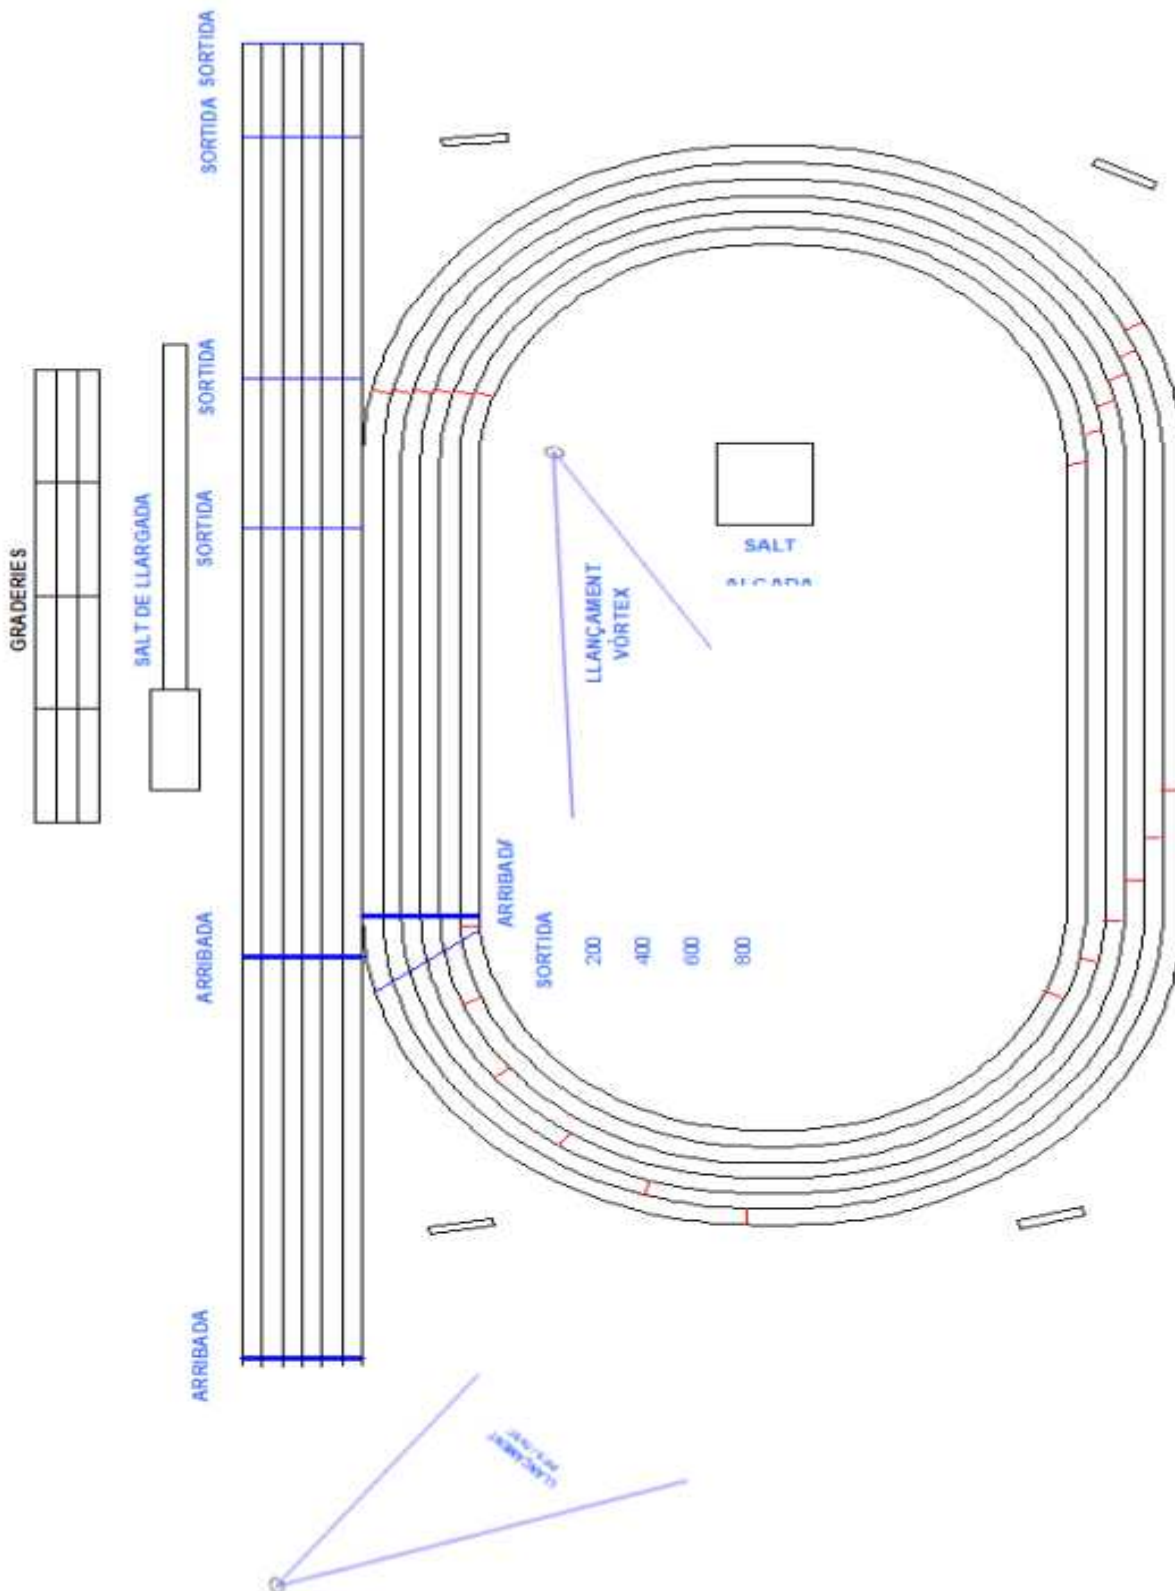 SORTIDA
SORTIDA
SORTIDA
SORTIDA
GRADERIES
SALT DE LLARGADA
SALT
LLANÇAMENT
VÒRTEX
ARRIBADA
ARRIBADA
SORTIDA
200
400
600
800
ARRIBADA
LLANÇAMENT